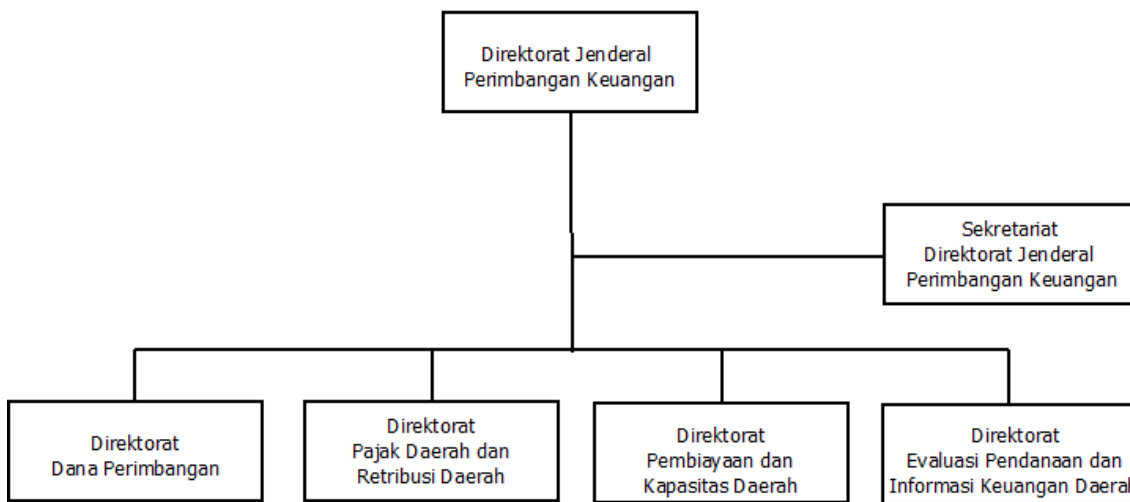 Direktorat Jenderal
Perimbangan Keuangan
Sekretariat
Direktorat Jenderal
Perimbangan Keuangan
Direktorat
Dana Perimbangan
Direktorat
Pajak Daerah dan
Retribusi Daerah
Direktorat
Pembiayaan dan
Kapasitas Daerah
Direktorat
Evaluasi Pendanaan dan
Informasi Keuangan Daerah